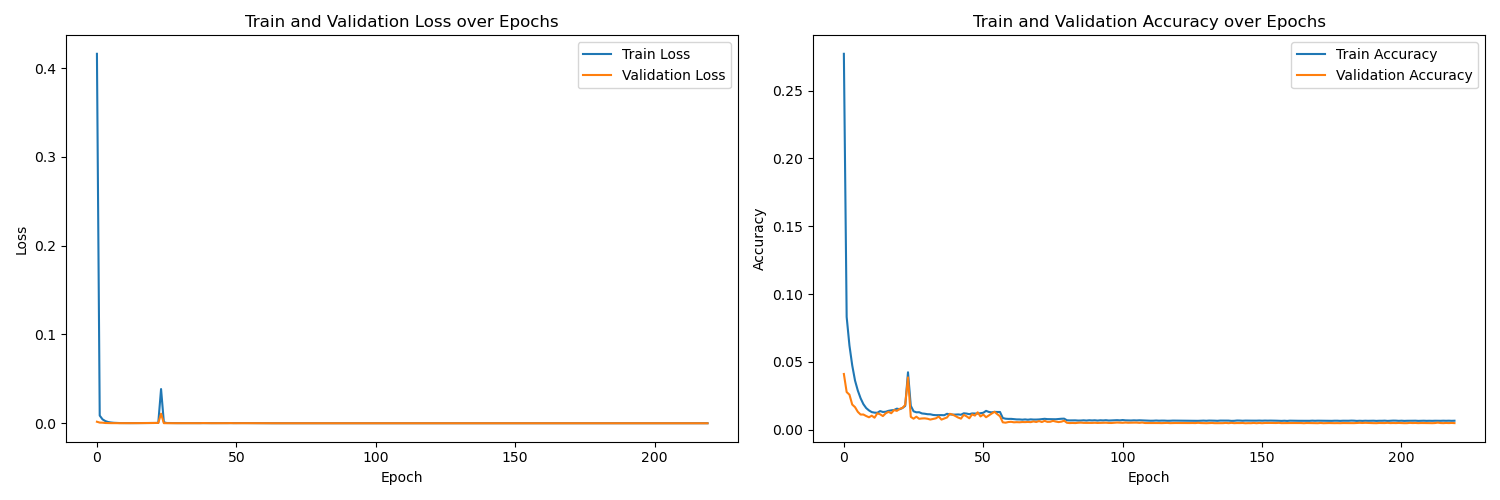 Train and Validation Loss over Epochs
Train Loss
Validation Loss
0.4
0.3
0.2
0.1
0.0
Loss
0
50
100
150
200
Epoch
Train and Validation Accuracy over Epochs
Train Accuracy
Validation Accuracy
0.25
0.20
0.15
0.10
0.05
0.00
Accuracy
0
50
100
150
200
Epoch